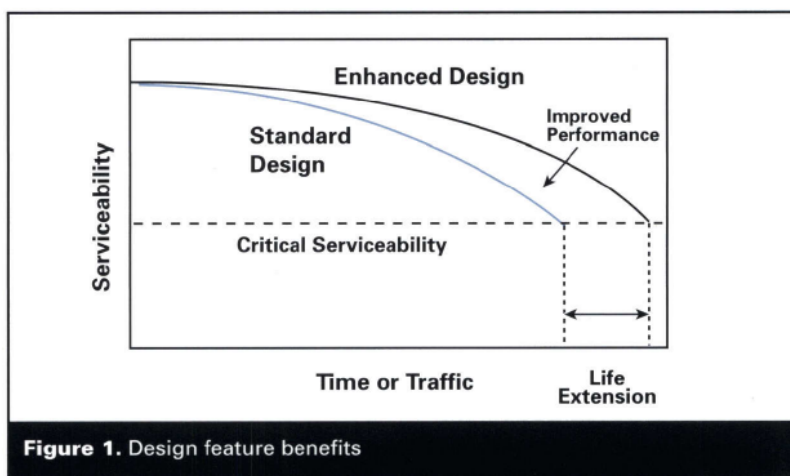 Enhanced Design
Improved
Performance
Standard
Design
Serviceability
Critical Serviceability
Time or Traffic
Life
Extension
Figure 1. Design feature benefits